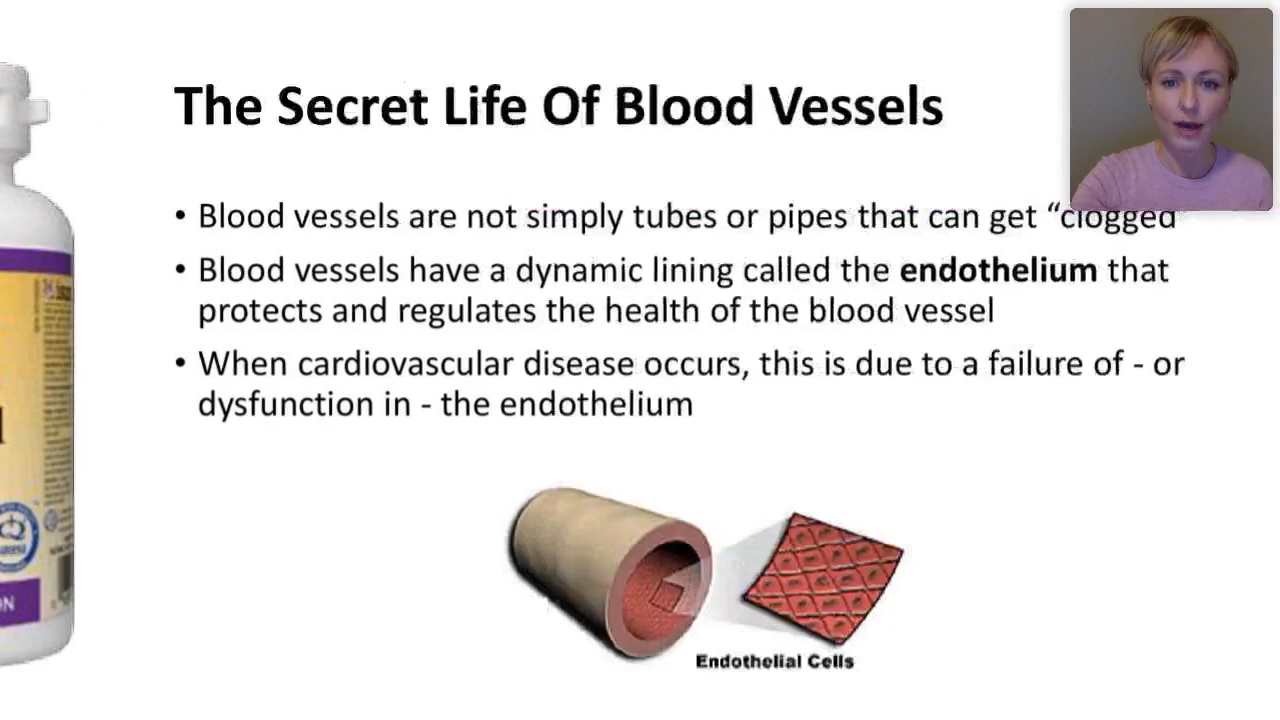 The Secret Life Of Blood Vessels
• Blood vessels are not simply tubes or pipes that can get “clogged
• Blood vessels have a dynamic lining called the endothelium that
protects and regulates the health of the blood vessel
• When cardiovascular disease occurs, this is due to a failure of - or
dysfunction in - the endothelium
Endothelial Cells